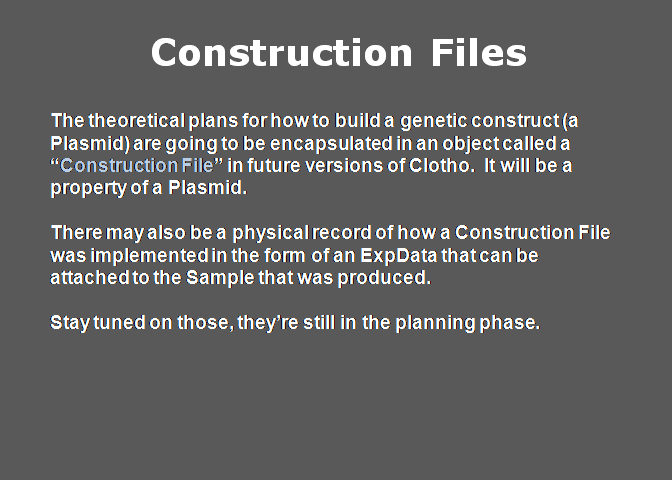 Construction Files
The theoretical plans for how to build a genetic construct (a
Plasmid) are going to be encapsulated in an object called a
“Construction File” in future versions of Clotho.  It will be a
property of a Plasmid.
There may also be a physical record of how a Construction File
was implemented in the form of an ExpData that can be
attached to the Sample that was produced.
Stay tuned on those, they’re still in the planning phase.